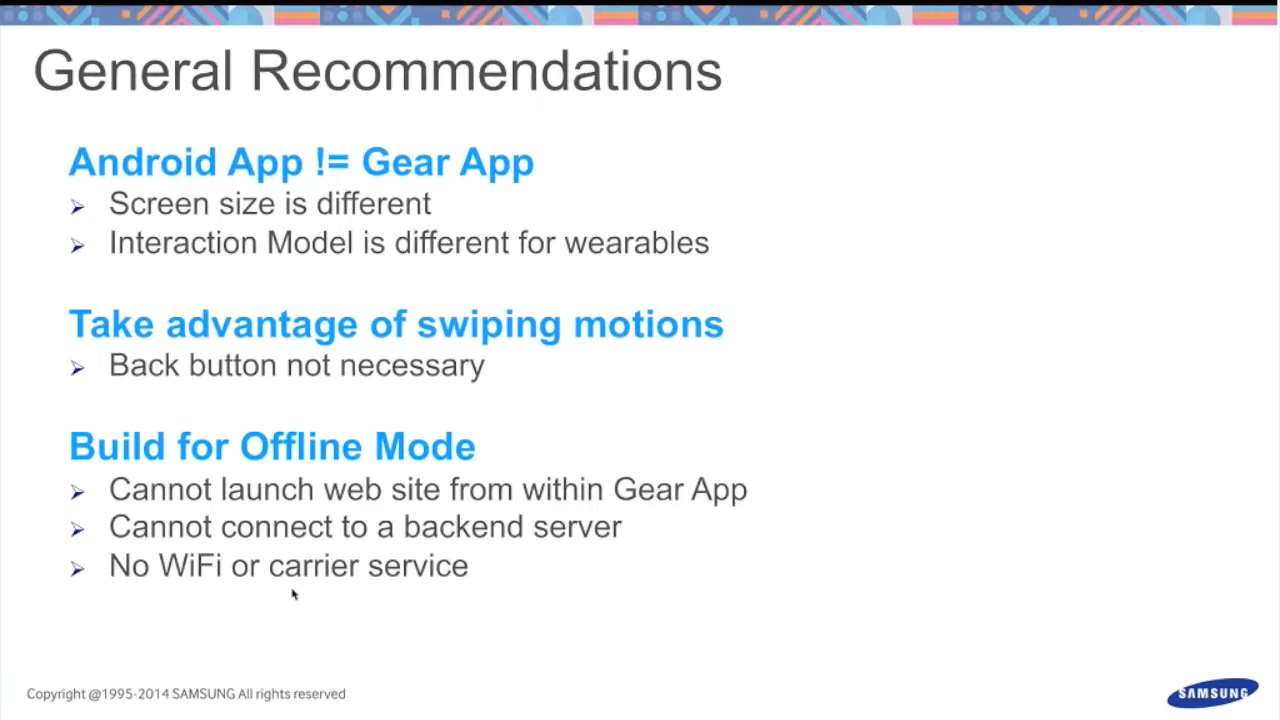 General Recommendations
Android App != Gear App
Screen size is different
Interaction Model is different for wearables
Take advantage of swiping motions
Back button not necessary
Build for Offline Mode
Cannot launch web site from within Gear App
Cannot connect to a backend server
No WiFi or carrier service
Copyright @1995-2014 SAMSUNG All rights reserved
SAMSUNG